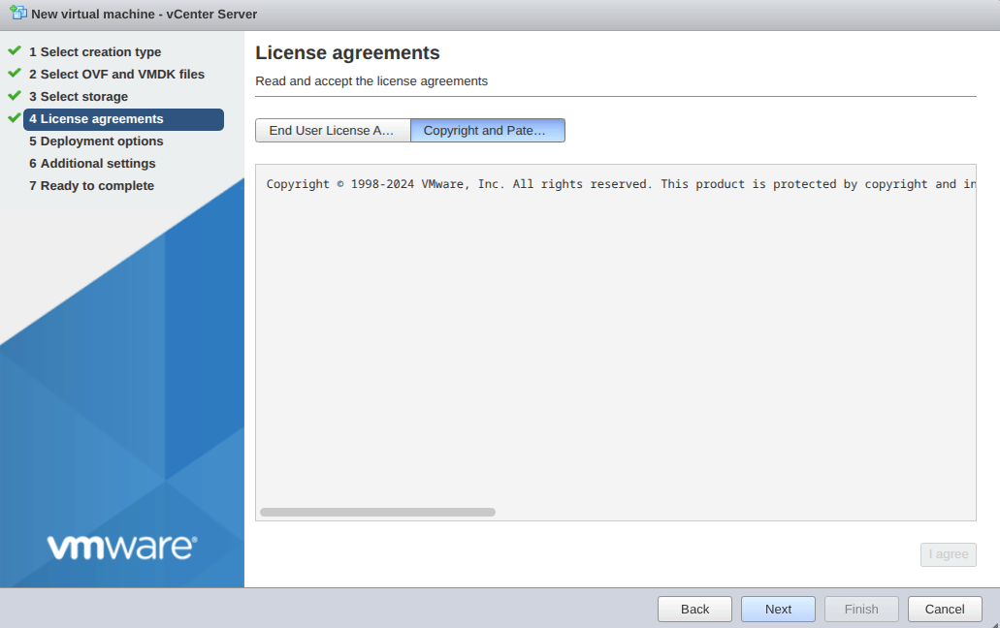 New virtual machine - vCenter Server
1 Select creation type
2 Select OVF and VMDK files
3 Select storage
4 License agreements
5 Deployment options
6 Additional settings
7 Ready to complete
vmware®
License agreements
Read and accept the license agreements
End User License A...
Copyright and Pate...
Copyright © 1998-2024 VMware, Inc. All rights reserved. This product is protected by copyright and in
I agree
Back
Next
Finish
Cancel